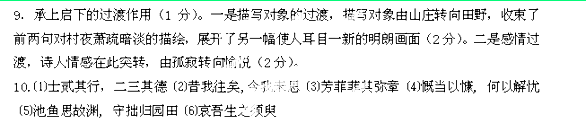 9. 承上启下的过渡作用（1 分）。一是描写对象的过渡，描写对象由山庄转向田野，收束了
前两句对村夜萧疏暗淡的描绘，展开了另一幅使人耳目一新的明朗画面（2 分）。二是感情过
渡，诗人情感在此突转，由孤寂转向愉悦（2 分）。
10.⑴士贰其行，二三其德 ⑵昔我往矣，今我来思 ⑶芳菲菲其弥章 ⑷慨当以慷，何以解忧
⑸池鱼思故渊，守拙归园田 ⑹哀吾生之须臾